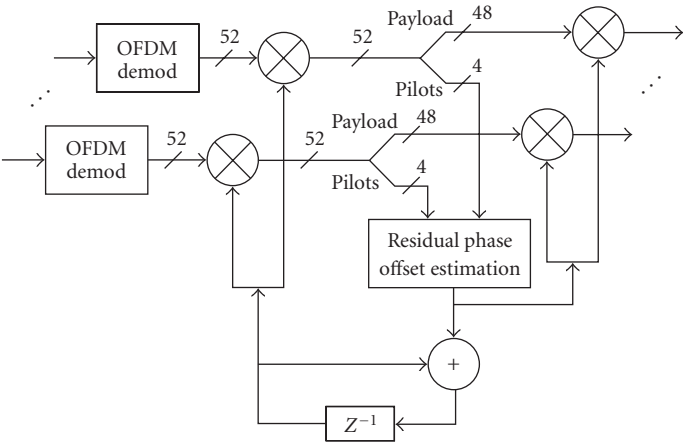 Payload 48
52 52
OFDM
demod
4
Pilots
Payload 48
52 52
OFDM
demod
4
Pilots
Residual phase
offset estimation
+
Z⁻¹